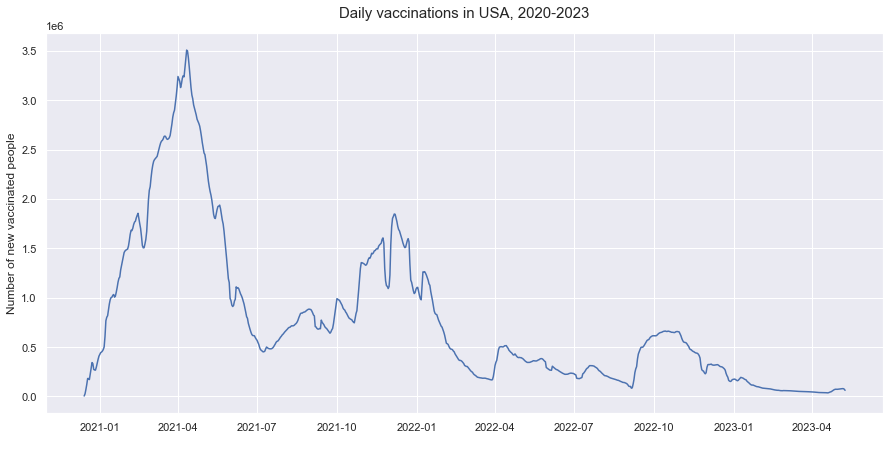 Daily vaccinations in USA, 2020-2023
1e6
3.5
3.0
2.5
2.0
1.5
1.0
0.5
0.0
Number of new vaccinated people
2021-01 2021-04 2021-07 2021-10 2022-01 2022-04 2022-07 2022-10 2023-01 2023-04